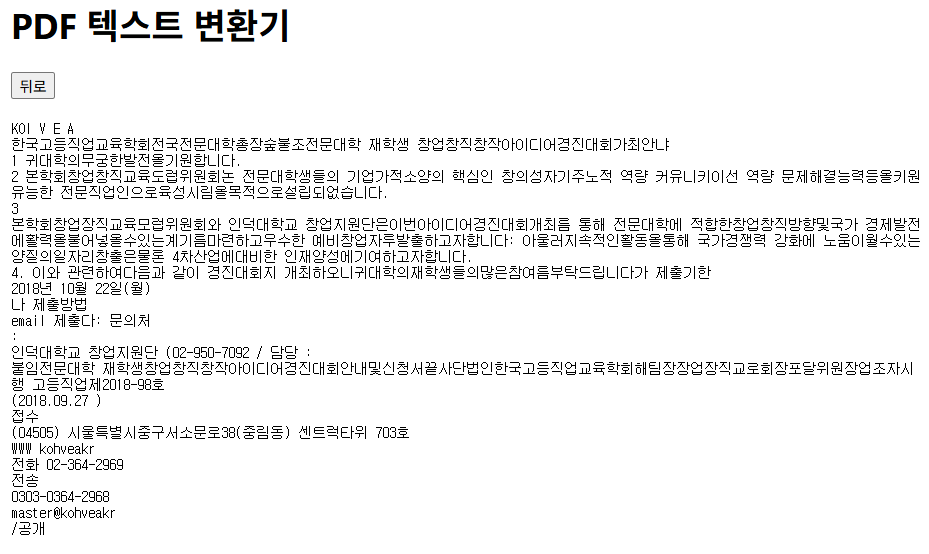 PDF 텍스트 변환기
뒤로
KOI V E A
한국고등직업교육학회전국전문대학총장숲불조전문대학 재학생 창업창직창작아이디어경진대회가최안냐
1 귀대학의무궁한발전올기원합니다.
2 본학회창업창직교육도럽위원회논 전문대학생들의 기업가적소양의 핵심인 창의성자기주노적 역량 커유니키이선 역량 문제해결능력등올키원
유능한 전문직업인으로육성시림올목적으로설립되없습니다.
3
본학회창업장직교육모럽위원회와 인덕대학교 창업지원단은이번아이디어경진대회개최름 통해 전문대학에 적합한창업창직방향및국가 경제발전
에활력올불어넣올수있는계기름마련하고우수한 예비창업자투발출하고자합니다: 아울러지속적인활동올통해 국가경쟁력 강화에 노움이월수있는
양질의일자리창출은물론 4차산업에대비한 인재양성에기여하고자합니다.
4. 이와 관련하여다음과 같이 경진대회지 개최하오니귀대학의재학생들의많은참여름부탁드립니다가 제출기한
2018년 10월 22일(월)
나 제출방법
email 제출다: 문의처
:
인덕대학교 창업지원단 (02-950-7092 / 담당 :
불임전문대학 재학생창업창직창작아이디어경진대회안내및신청서끝사단법인한국고등직업교육학회해팀장장업장직교로회장포달위원장업조자시
행 고등직업제2018-98호
(2018.09.27 )
접수
(04505) 시울특별시중구서소문로38(중림동) 센트럭타위 703호
WWW kohveakr
전화 02-364-2969
전송
0303-0364-2968
master@kohveakr
/공개